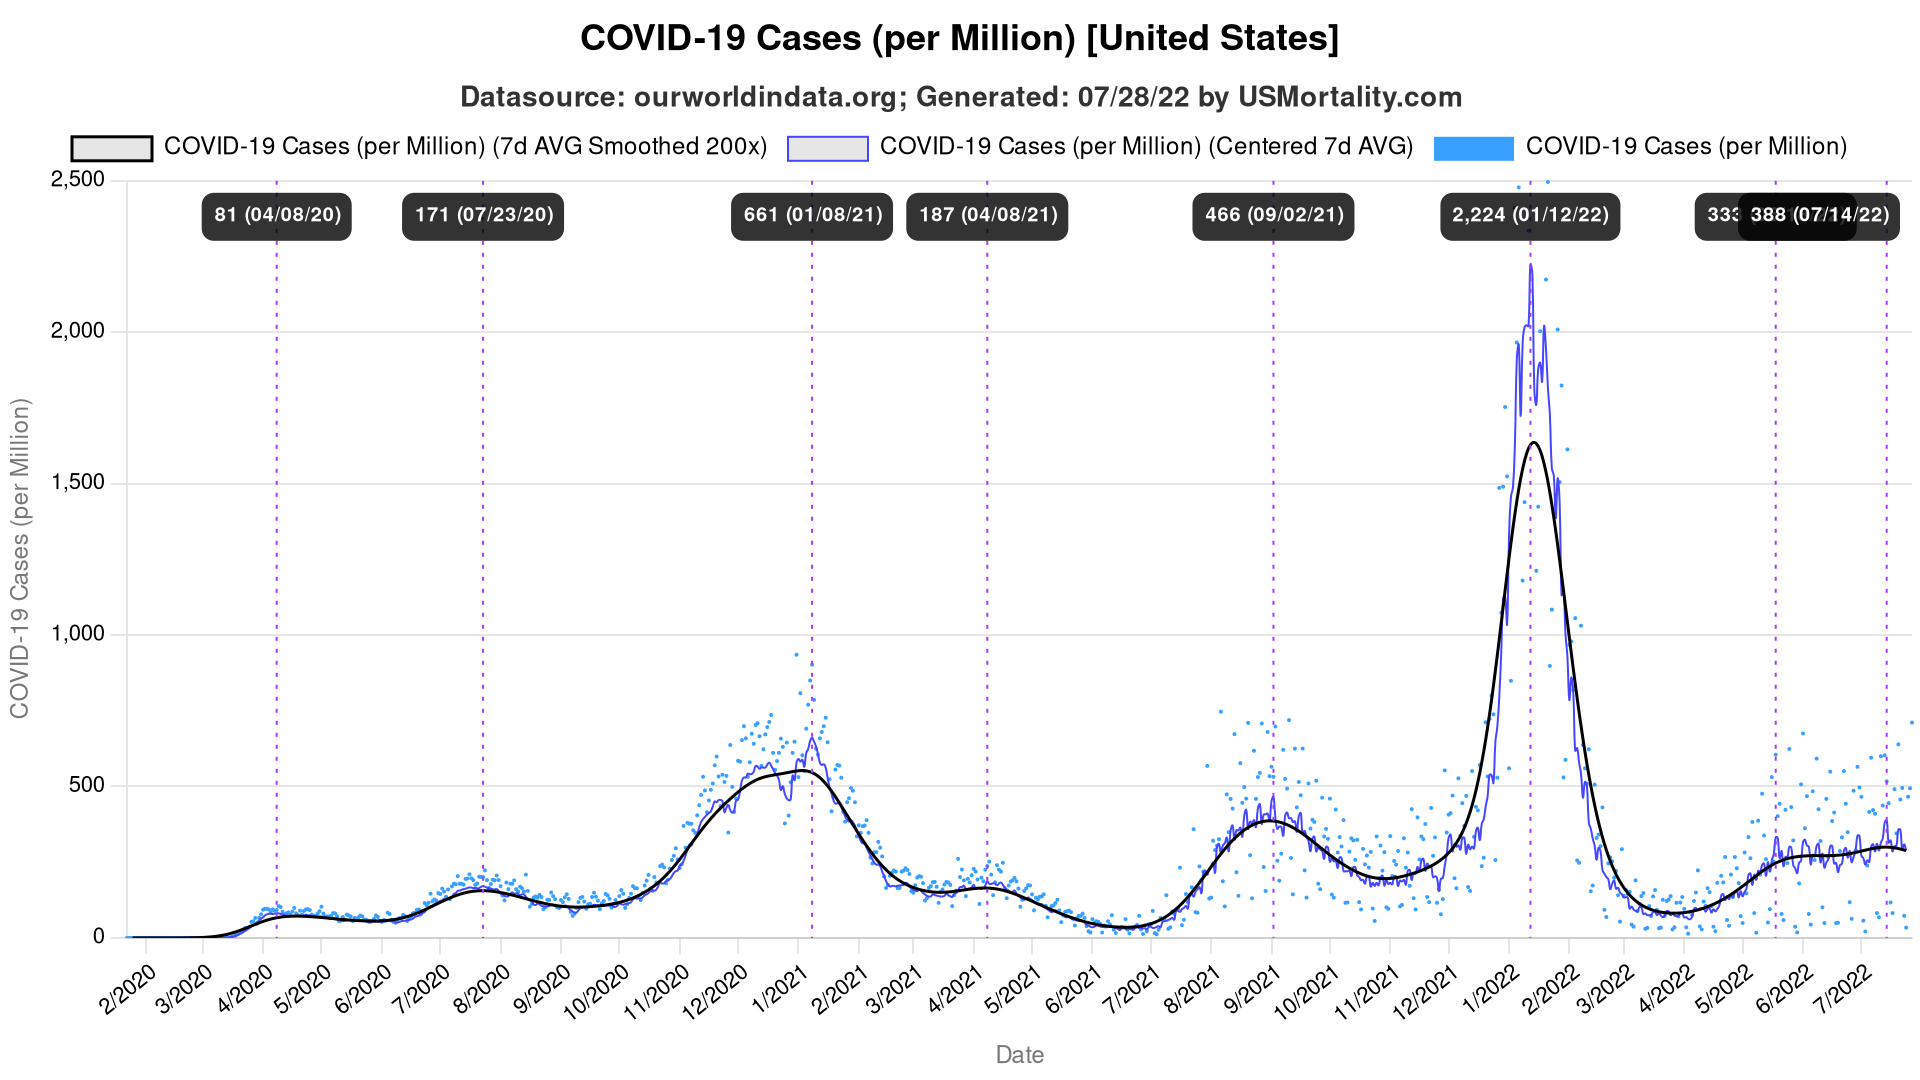 COVID-19 Cases (per Million) [United States]
Datasource: ourworldindata.org; Generated: 07/28/22 by USMortality.com
COVID-19 Cases (per Million) (7d AVG Smoothed 200x) COVID-19 Cases (per Million) (Centered 7d AVG) COVID-19 Cases (per Million)
81 (04/08/20) 171 (07/23/20) 661 (01/08/21) 187 (04/08/21) 466 (09/02/21) 2,224 (01/12/22) 333 388 (07/14/22)
2,500
2,000
1,500
1,000
500
0
COVID-19 Cases (per Million)
2/2020 3/2020 4/2020 5/2020 6/2020 7/2020 8/2020 9/2020 10/2020 11/2020 12/2020 1/2021 2/2021 3/2021 4/2021 5/2021 6/2021 7/2021 8/2021 9/2021 10/2021 11/2021 12/2021 1/2022 2/2022 3/2022 4/2022 5/2022 6/2022 7/2022
Date